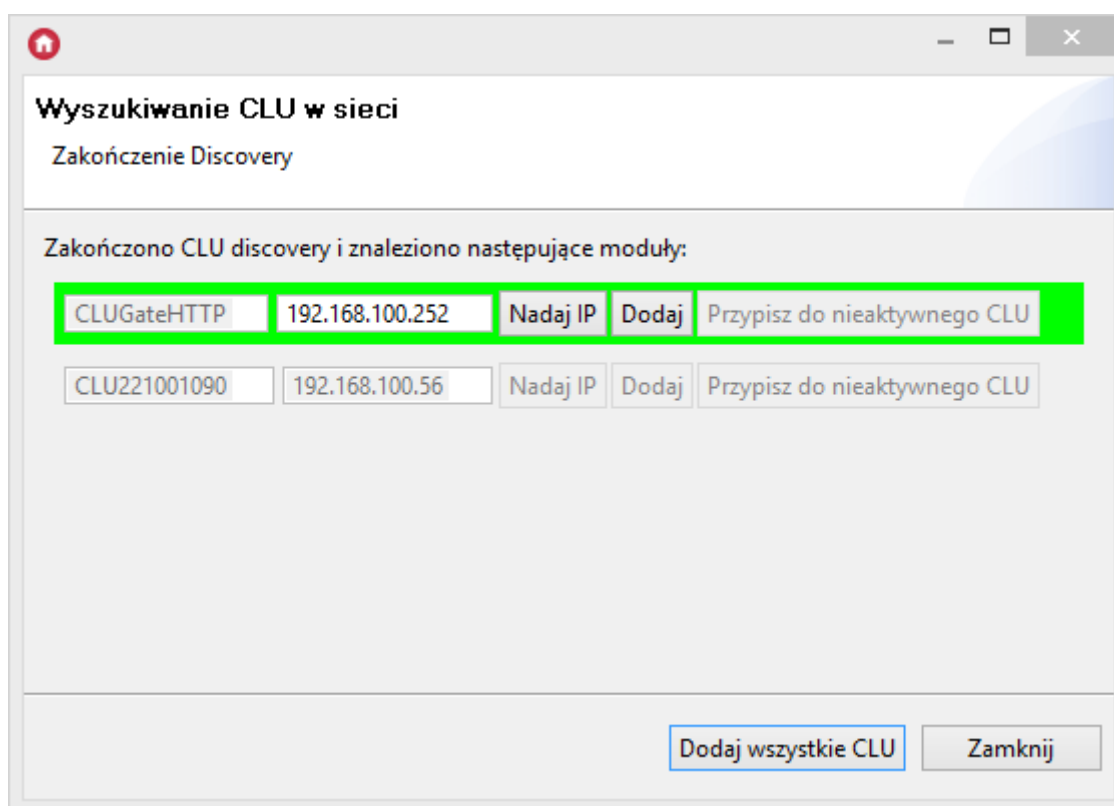 Wyszukiwanie CLU w sieci
Zakończenie Discovery
Zakończono CLU discovery i znaleziono następujące moduły:
CLUGateHTTP 192.168.100.252 Nadaj IP Dodaj Przypisz do nieaktywnego CLU
CLU221001090 192.168.100.56 Nadaj IP Dodaj Przypisz do nieaktywnego CLU
Dodaj wszystkie CLU Zamknij